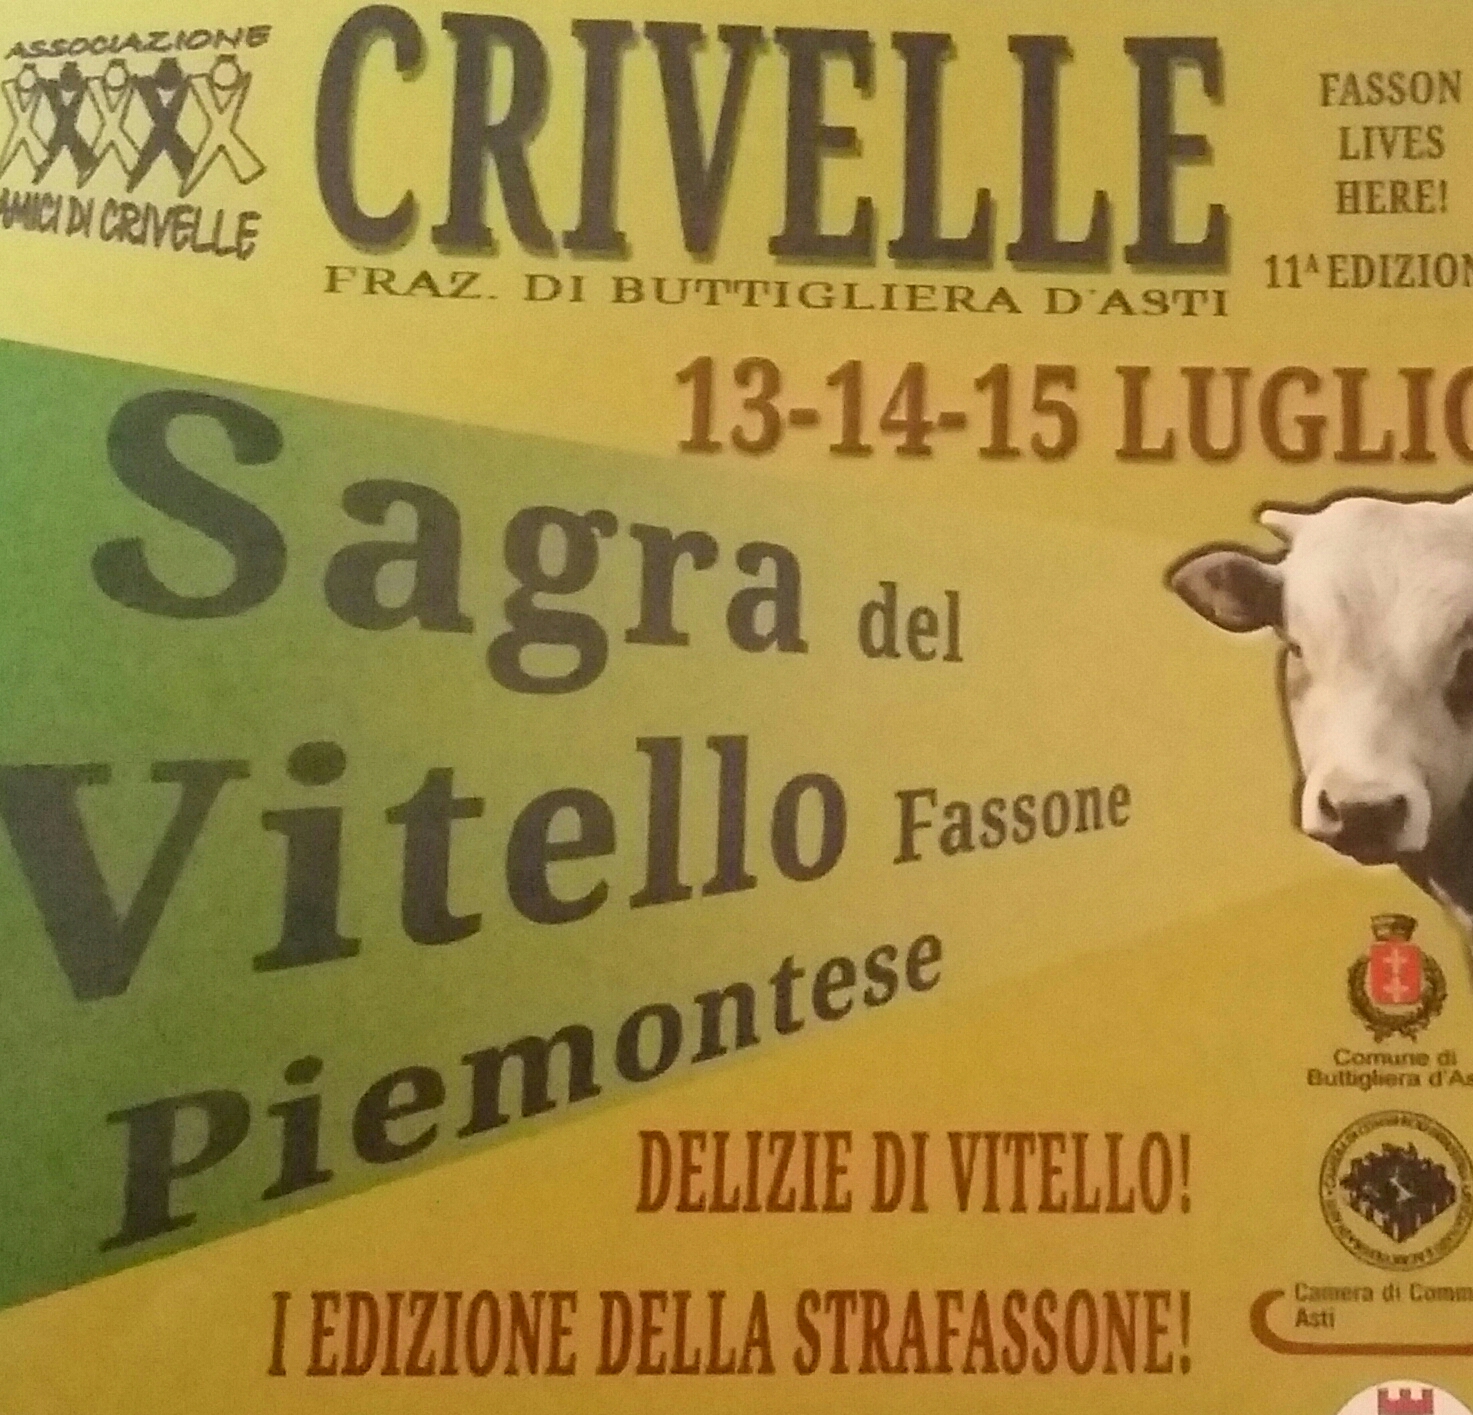 ASSOCIAZIONE
AMICI DI CRIVELLE
CRIVELLE
FRAZ. DI BUTTIGLIERA D'ASTI
FASSON
LIVES
HERE!
11ª EDIZION
13-14-15 LUGLIO
Sagra del
Vitello Fassone
Piemontese
Comune di
Buttigliera d'As
DELIZIE DI VITELLO!
I EDIZIONE DELLA STRAFASSONE!
Camera di Comm
Asti